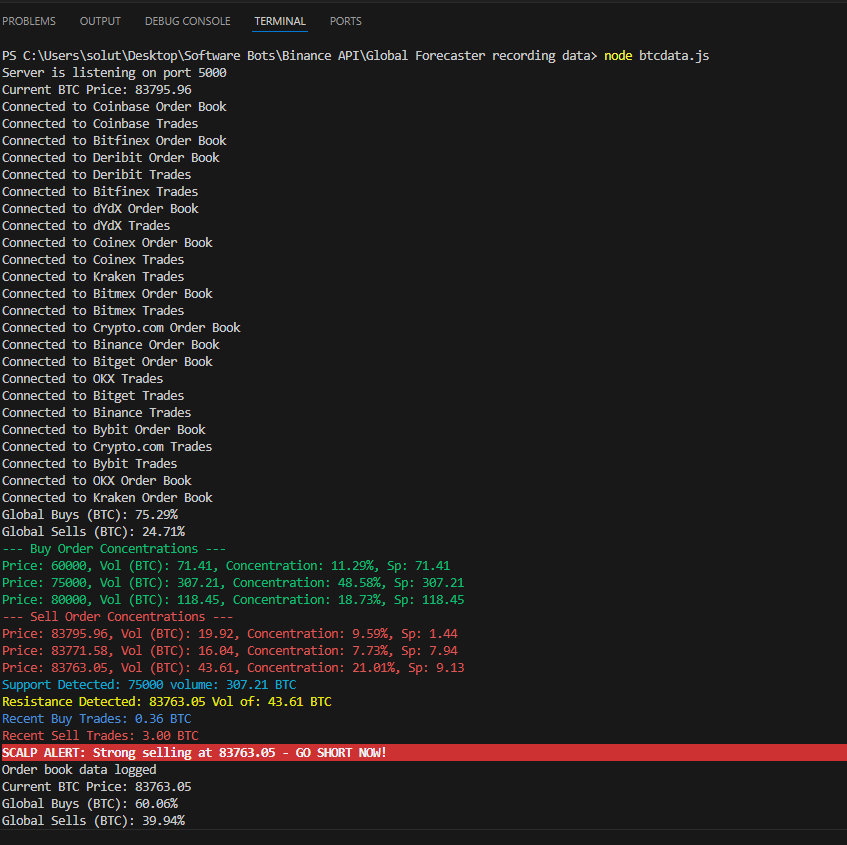 PROBLEMS OUTPUT DEBUG CONSOLE TERMINAL PORTS
PS C:\Users\solut\Desktop\Software Bots\Binance API\Global Forecaster recording data> node btcdata.js
Server is listening on port 5000
Current BTC Price: 83795.96
Connected to Coinbase Order Book
Connected to Coinbase Trades
Connected to Bitfinex Order Book
Connected to Deribit Order Book
Connected to Deribit Trades
Connected to Bitfinex Trades
Connected to dYdX Order Book
Connected to dYdX Trades
Connected to Coinex Order Book
Connected to Coinex Trades
Connected to Kraken Trades
Connected to Bitmex Order Book
Connected to Bitmex Trades
Connected to Crypto.com Order Book
Connected to Binance Order Book
Connected to Bitget Order Book
Connected to OKX Trades
Connected to Bitget Trades
Connected to Binance Trades
Connected to Bybit Order Book
Connected to Crypto.com Trades
Connected to Bybit Trades
Connected to OKX Order Book
Connected to Kraken Order Book
Global Buys (BTC): 75.29%
Global Sells (BTC): 24.71%
--- Buy Order Concentrations ---
Price: 60000, Vol (BTC): 71.41, Concentration: 11.29%, Sp: 71.41
Price: 75000, Vol (BTC): 307.21, Concentration: 48.58%, Sp: 307.21
Price: 80000, Vol (BTC): 118.45, Concentration: 18.73%, Sp: 118.45
--- Sell Order Concentrations ---
Price: 83795.96, Vol (BTC): 19.92, Concentration: 9.59%, Sp: 1.44
Price: 83771.58, Vol (BTC): 16.04, Concentration: 7.73%, Sp: 7.94
Price: 83763.05, Vol (BTC): 43.61, Concentration: 21.01%, Sp: 9.13
Support Detected: 75000 volume: 307.21 BTC
Resistance Detected: 83763.05 Vol of: 43.61 BTC
Recent Buy Trades: 0.36 BTC
Recent Sell Trades: 3.00 BTC
SCALP ALERT: Strong selling at 83763.05 - GO SHORT NOW!
Order book data logged
Current BTC Price: 83763.05
Global Buys (BTC): 60.06%
Global Sells (BTC): 39.94%